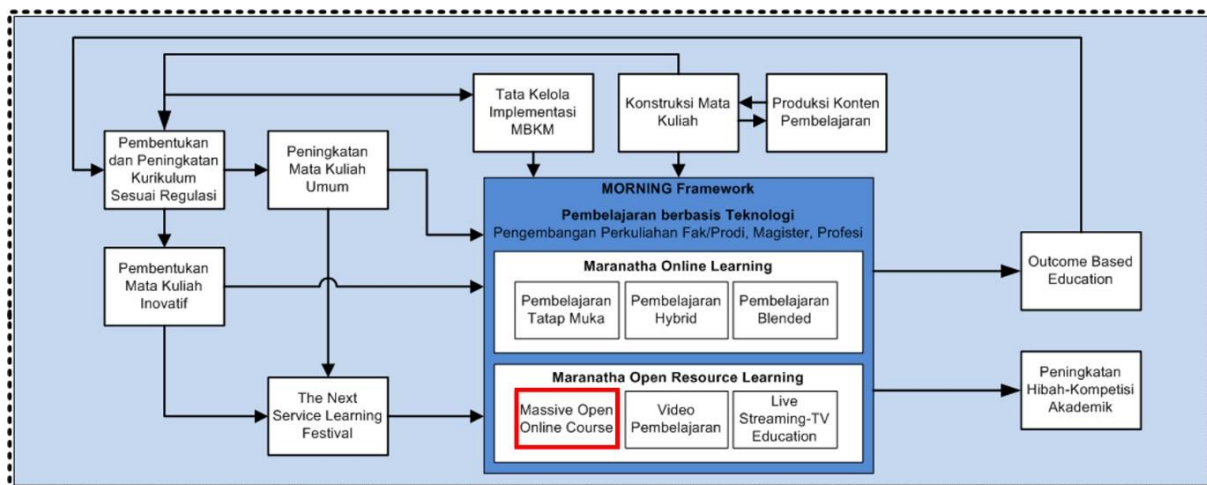 Tata Kelola
Implementasi
MBKM
Konstruksi Mata
Kuliah
Produksi Konten
Pembelajaran
Pembentukan
dan Peningkatan
Kurikulum
Sesuai Regulasi
Peningkatan
Mata Kuliah
Umum
MORNING Framework
Pembelajaran berbasis Teknologi
Pengembangan Perkuliahan Fak/Prodi, Magister, Profesi
Pembentukan
Mata Kuliah
Inovatif
Maranatha Online Learning
Pembelajaran
Tatap Muka
Pembelajaran
Hybrid
Pembelajaran
Blended
Outcome Based
Education
The Next
Service Learning
Festival
Maranatha Open Resource Learning
Massive Open
Online Course
Video
Pembelajaran
Live
Streaming-TV
Education
Peningkatan
Hibah-Kompetisi
Akademik